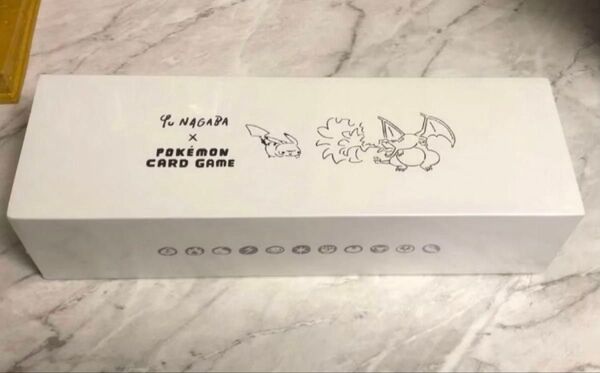 Yu NAGABA
×
POKÉMON
CARD GAME